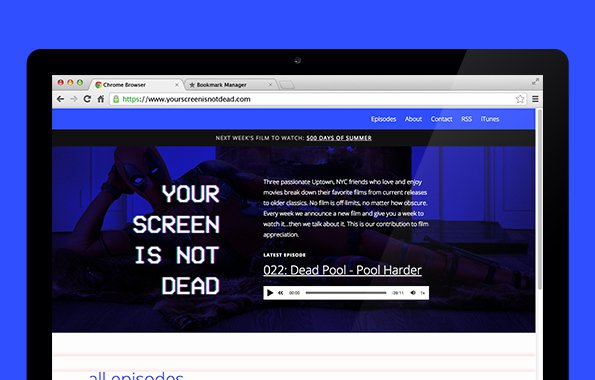 Chrome Browser
Bookmark Manager
https://www.yourscreenisnotdead.com
Episodes About Contact RSS iTunes
NEXT WEEK'S FILM TO WATCH: 500 DAYS OF SUMMER
YOUR
SCREEN
IS NOT
DEAD
Three passionate Uptown, NYC friends who love and enjoy
movies break down their favorite films from current releases
to older classics. No film is off limits, no matter how obscure.
Every week we announce a new film and give you a week to
watch it...then we talk about it. This is our contribution to film
appreciation.
LATEST EPISODE
022: Dead Pool - Pool Harder
00:00
1x
all episodes